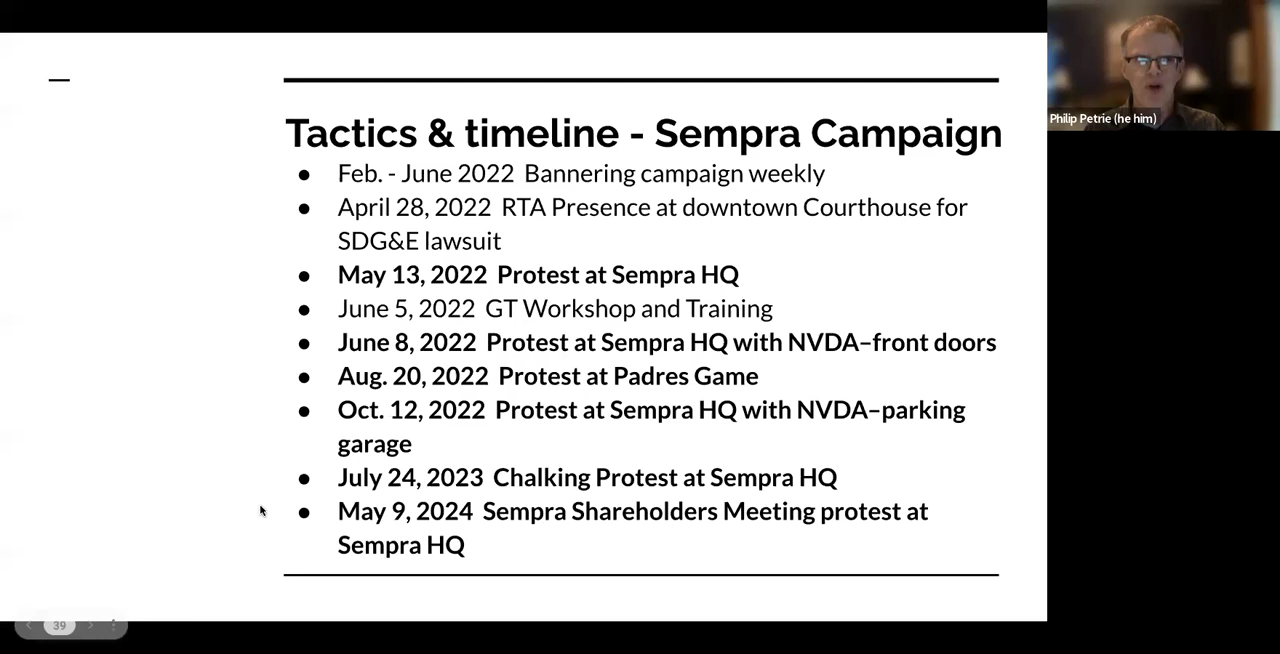 Tactics & timeline - Sempra Campaign
● Feb. - June 2022  Bannering campaign weekly
● April 28, 2022  RTA Presence at downtown Courthouse for
SDG&E lawsuit
● May 13, 2022  Protest at Sempra HQ
● June 5, 2022  GT Workshop and Training
● June 8, 2022  Protest at Sempra HQ with NVDA–front doors
● Aug. 20, 2022  Protest at Padres Game
● Oct. 12, 2022  Protest at Sempra HQ with NVDA–parking
garage
● July 24, 2023  Chalking Protest at Sempra HQ
● May 9, 2024  Sempra Shareholders Meeting protest at
Sempra HQ
Philip Petrie (he him)
39